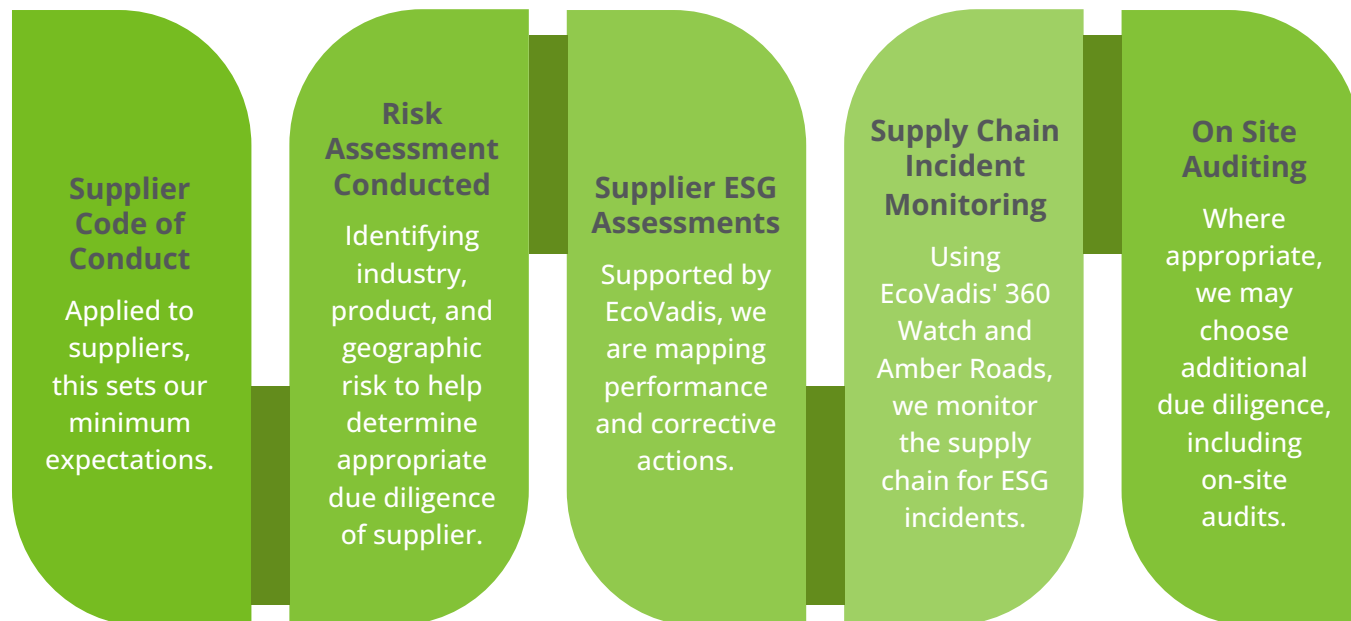 Supplier
Code of
Conduct
Applied to
suppliers,
this sets our
minimum
expectations.
Risk
Assessment
Conducted
Identifying
industry,
product, and
geographic
risk to help
determine
appropriate
due diligence
of supplier.
Supplier ESG
Assessments
Supported by
EcoVadis, we
are mapping
performance
and corrective
actions.
Supply Chain
Incident
Monitoring
Using
EcoVadis' 360
Watch and
Amber Roads,
we monitor
the supply
chain for ESG
incidents.
On Site
Auditing
Where
appropriate,
we may
choose
additional
due diligence,
including
on-site
audits.